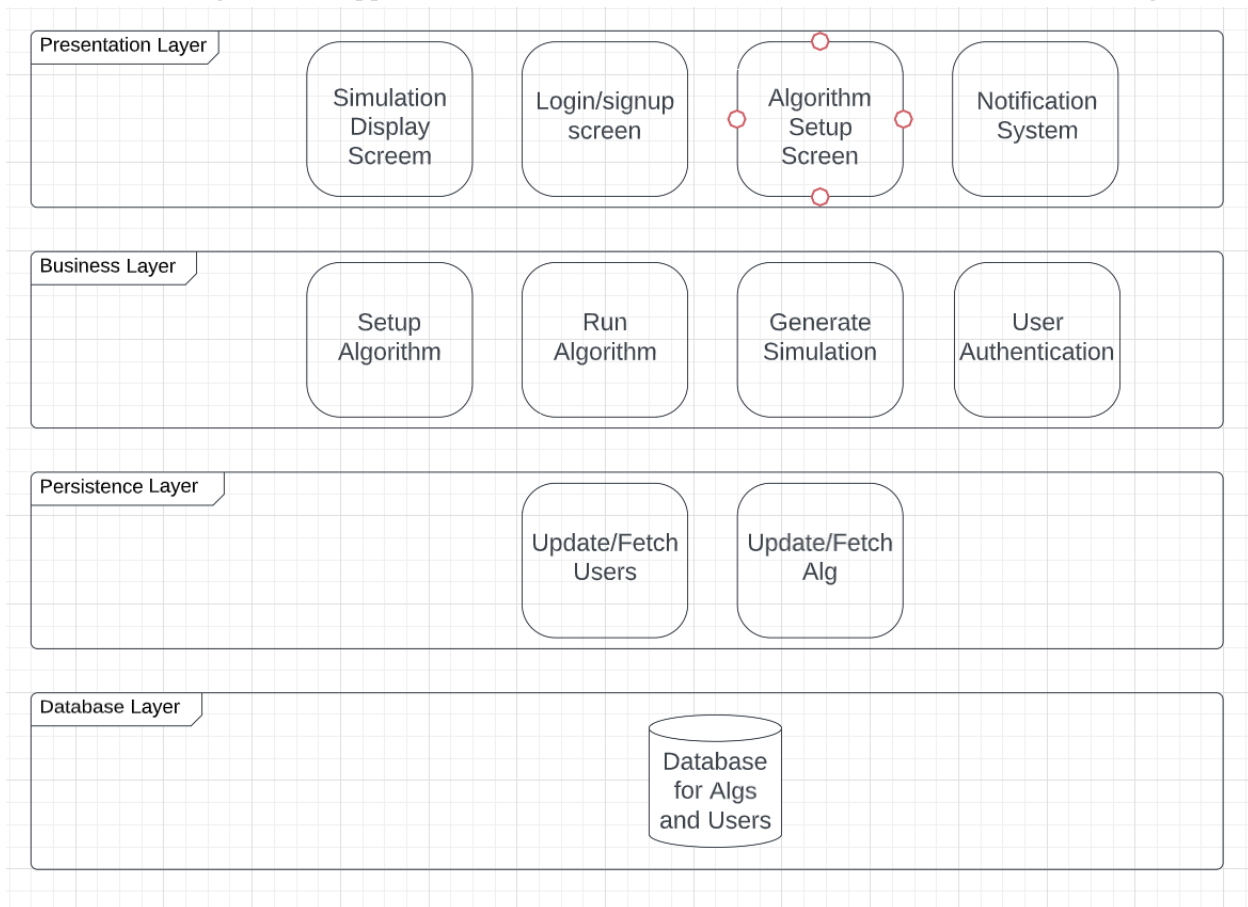 Presentation Layer
Simulation
Display
Screem
Login/signup
screen
Algorithm
Setup
Screen
Notification
System
Business Layer
Setup
Algorithm
Run
Algorithm
Generate
Simulation
User
Authentication
Persistence Layer
Update/Fetch
Users
Update/Fetch
Alg
Database Layer
Database
for Algs
and Users